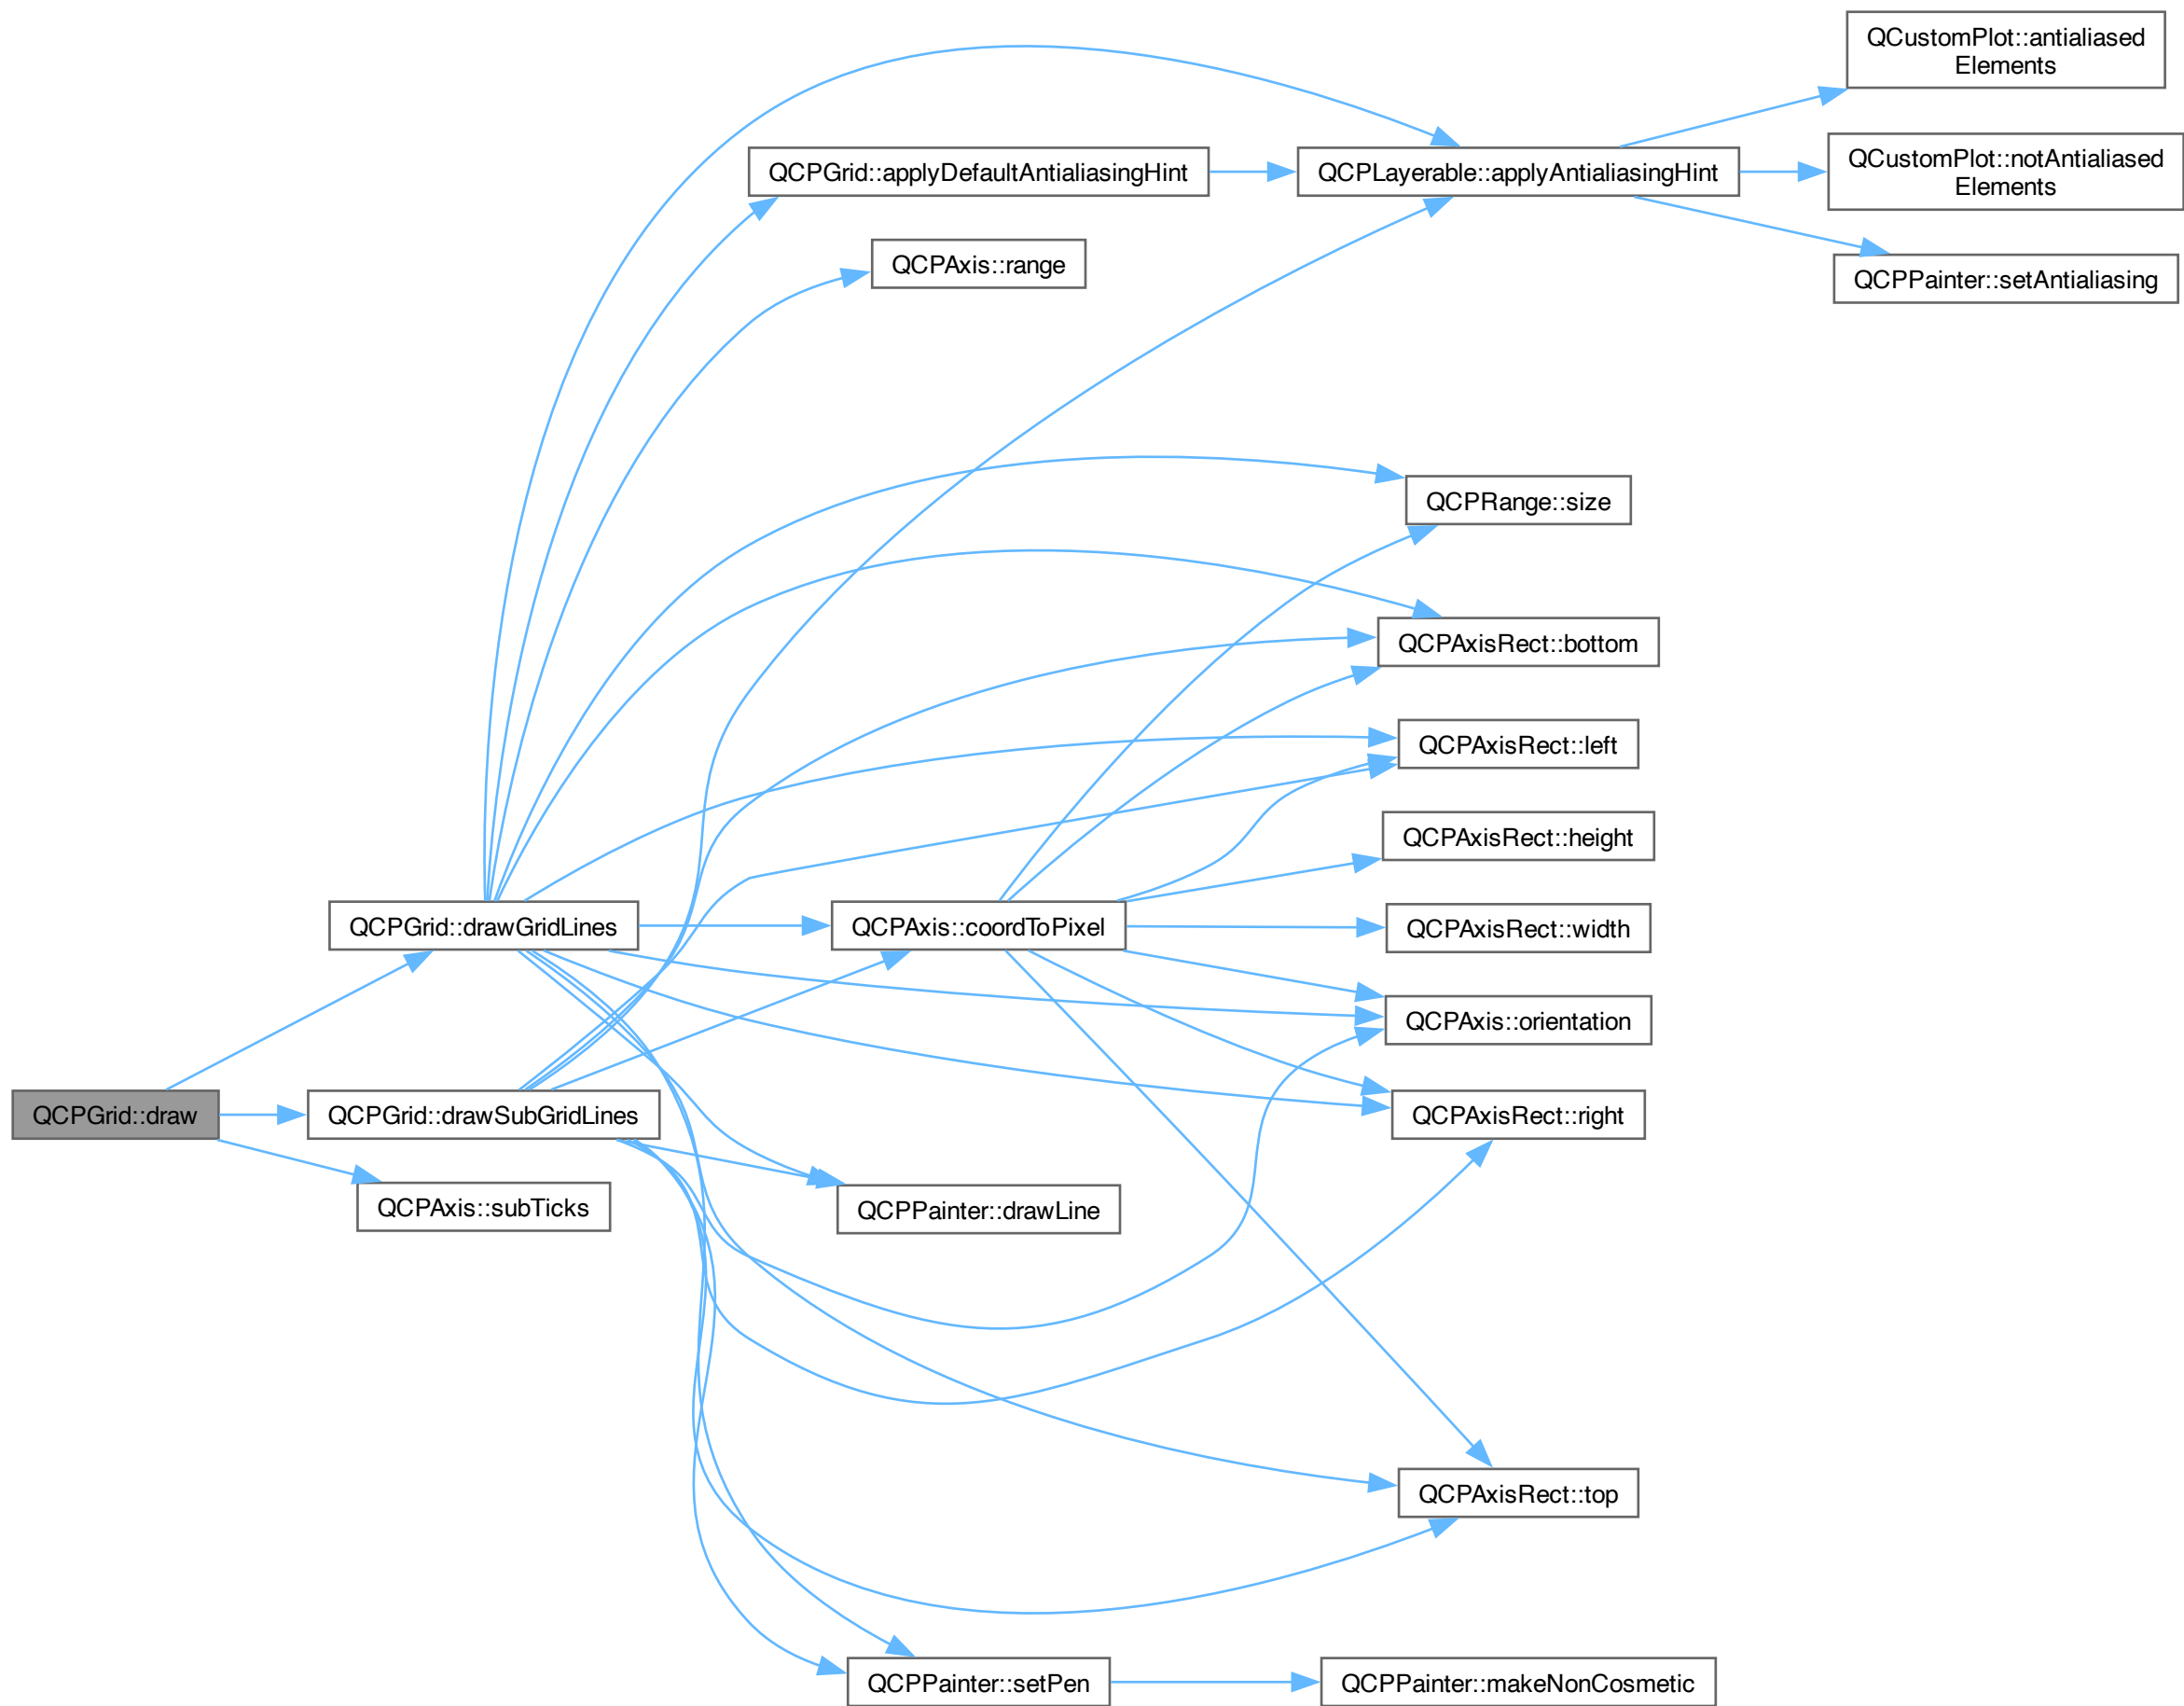 QCustomPlot::antialiased
Elements
QCPGrid::applyDefaultAntialiasingHint
QCPLayerable::applyAntialiasingHint
QCustomPlot::notAntialiased
Elements
QCPAxis::range
QCPPainter::setAntialiasing
QCPRange::size
QCPAxisRect::bottom
QCPAxisRect::left
QCPAxisRect::height
QCPGrid::drawGridLines
QCPAxis::coordToPixel
QCPAxisRect::width
QCPAxis::orientation
QCPGrid::draw
QCPGrid::drawSubGridLines
QCPAxisRect::right
QCPAxis::subTicks
QCPPainter::drawLine
QCPAxisRect::top
QCPPainter::setPen
QCPPainter::makeNonCosmetic